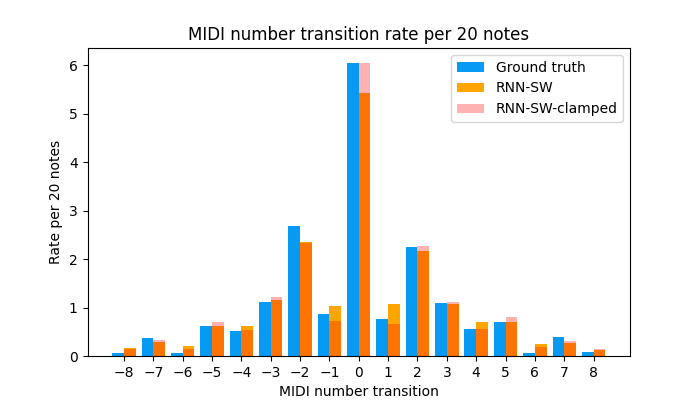 MIDI number transition rate per 20 notes
Ground truth
RNN-SW
RNN-SW-clamped
Rate per 20 notes
6
5
4
3
2
1
0
−8 −7 −6 −5 −4 −3 −2 −1 0 1 2 3 4 5 6 7 8
MIDI number transition